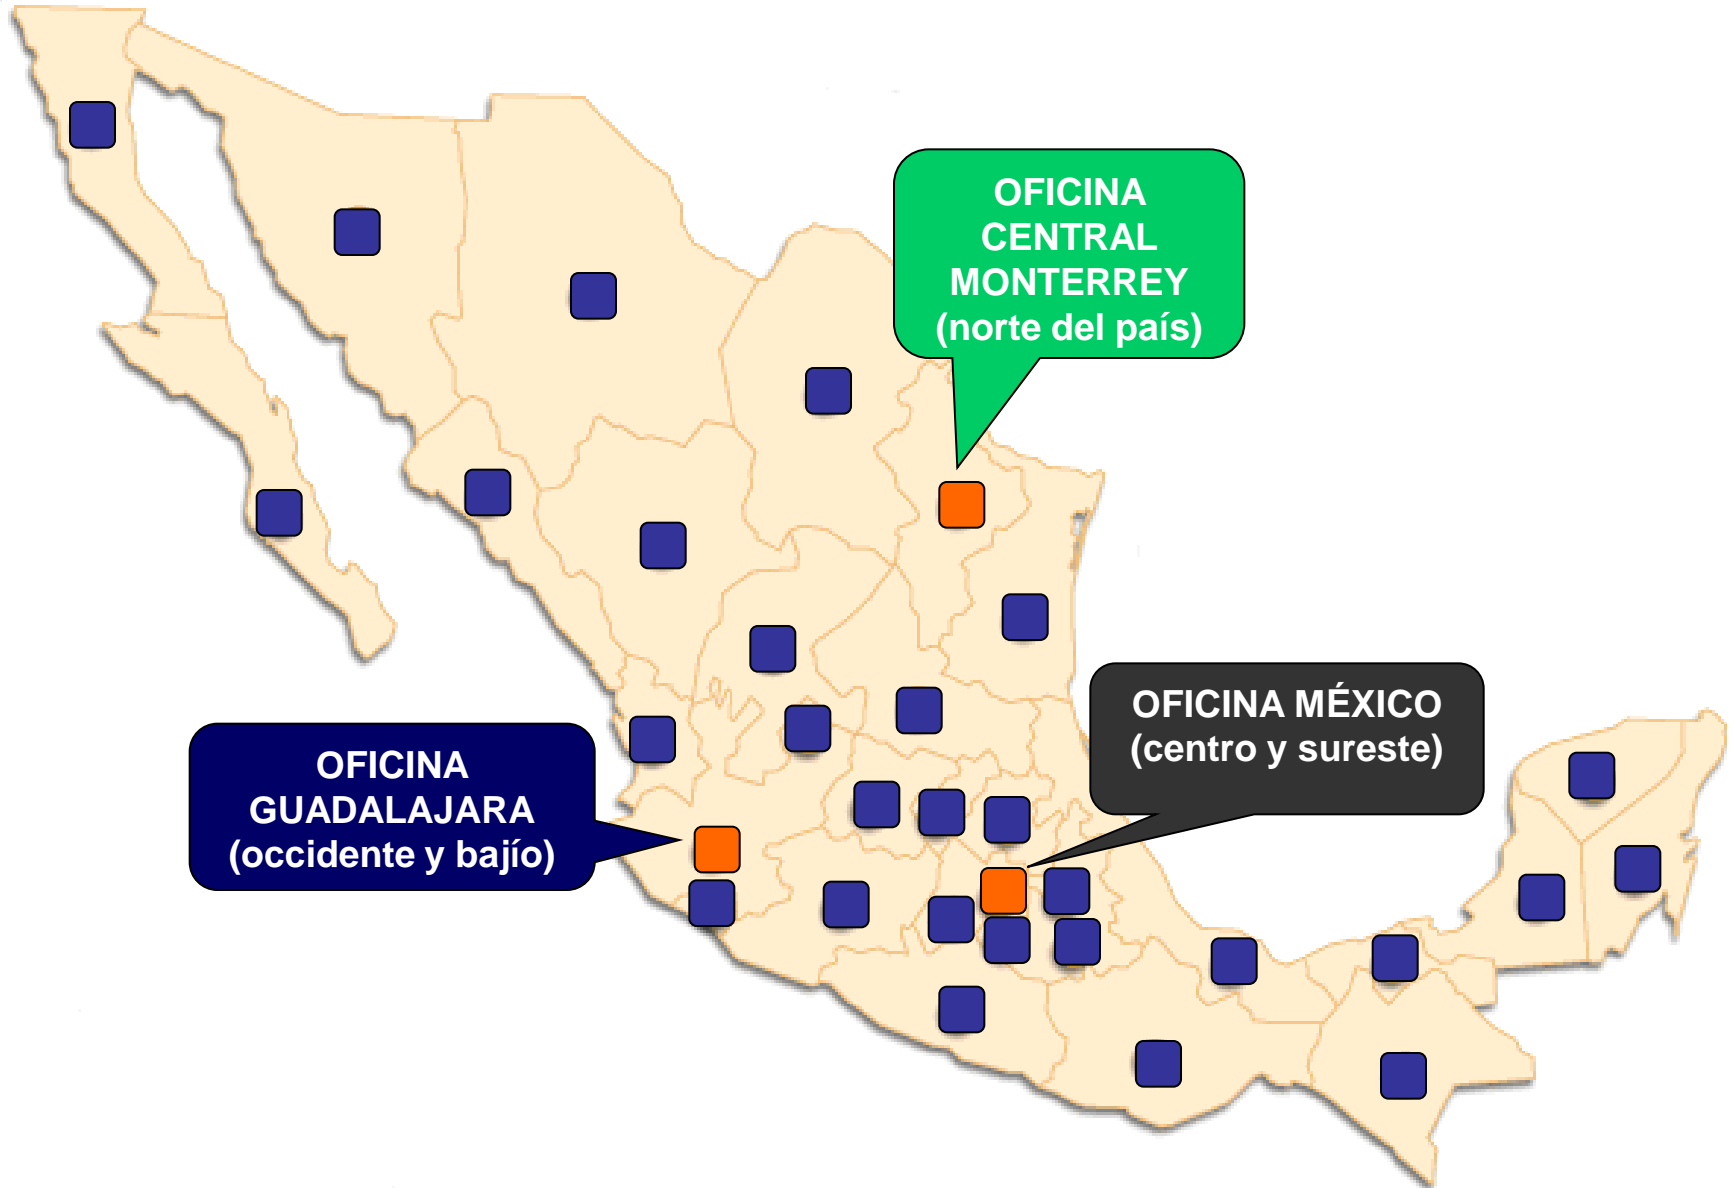 OFICINA
CENTRAL
MONTERREY
(norte del país)
OFICINA MÉXICO
(centro y sureste)
OFICINA
GUADALAJARA
(occidente y bajío)